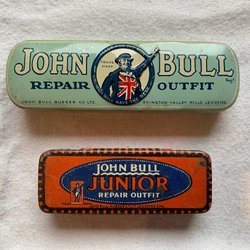 JOHN BULL
TRADE MARK
REPAIR OUTFIT
JOHN BULL RUBBER CO. LTD. EVINGTON VALLEY MILLS, LEICESTER
JOHN BULL
JUNIOR
REPAIR OUTFIT